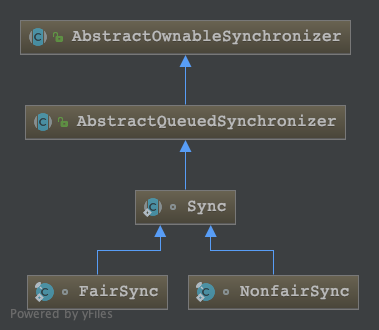 AbstractOwnableSynchronizer
AbstractQueuedSynchronizer
Sync
FairSync
NonfairSync
Powered by yFiles